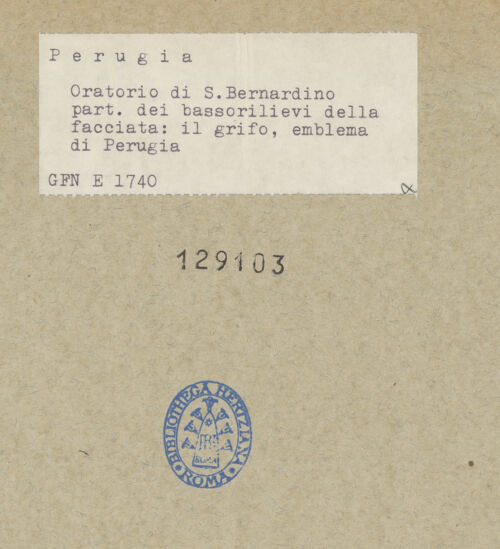 Perugia
Oratorio di S.Bernardino
part. dei bassorilievi della
facciata: il grifo, emblema
di Perugia
GFN E 1740
129103
BIBLIOTHECA HERTZIANA
ROMA